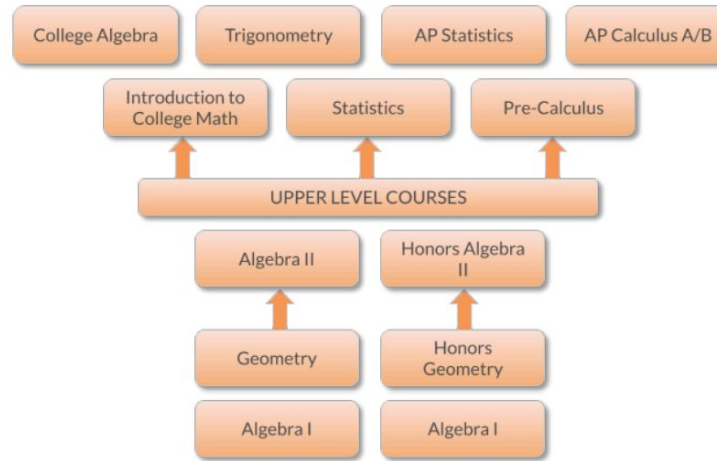 College Algebra
Trigonometry
AP Statistics
AP Calculus A/B
Introduction to
College Math
Statistics
Pre-Calculus
UPPER LEVEL COURSES
Algebra II
Honors Algebra
II
Geometry
Honors
Geometry
Algebra I
Algebra I